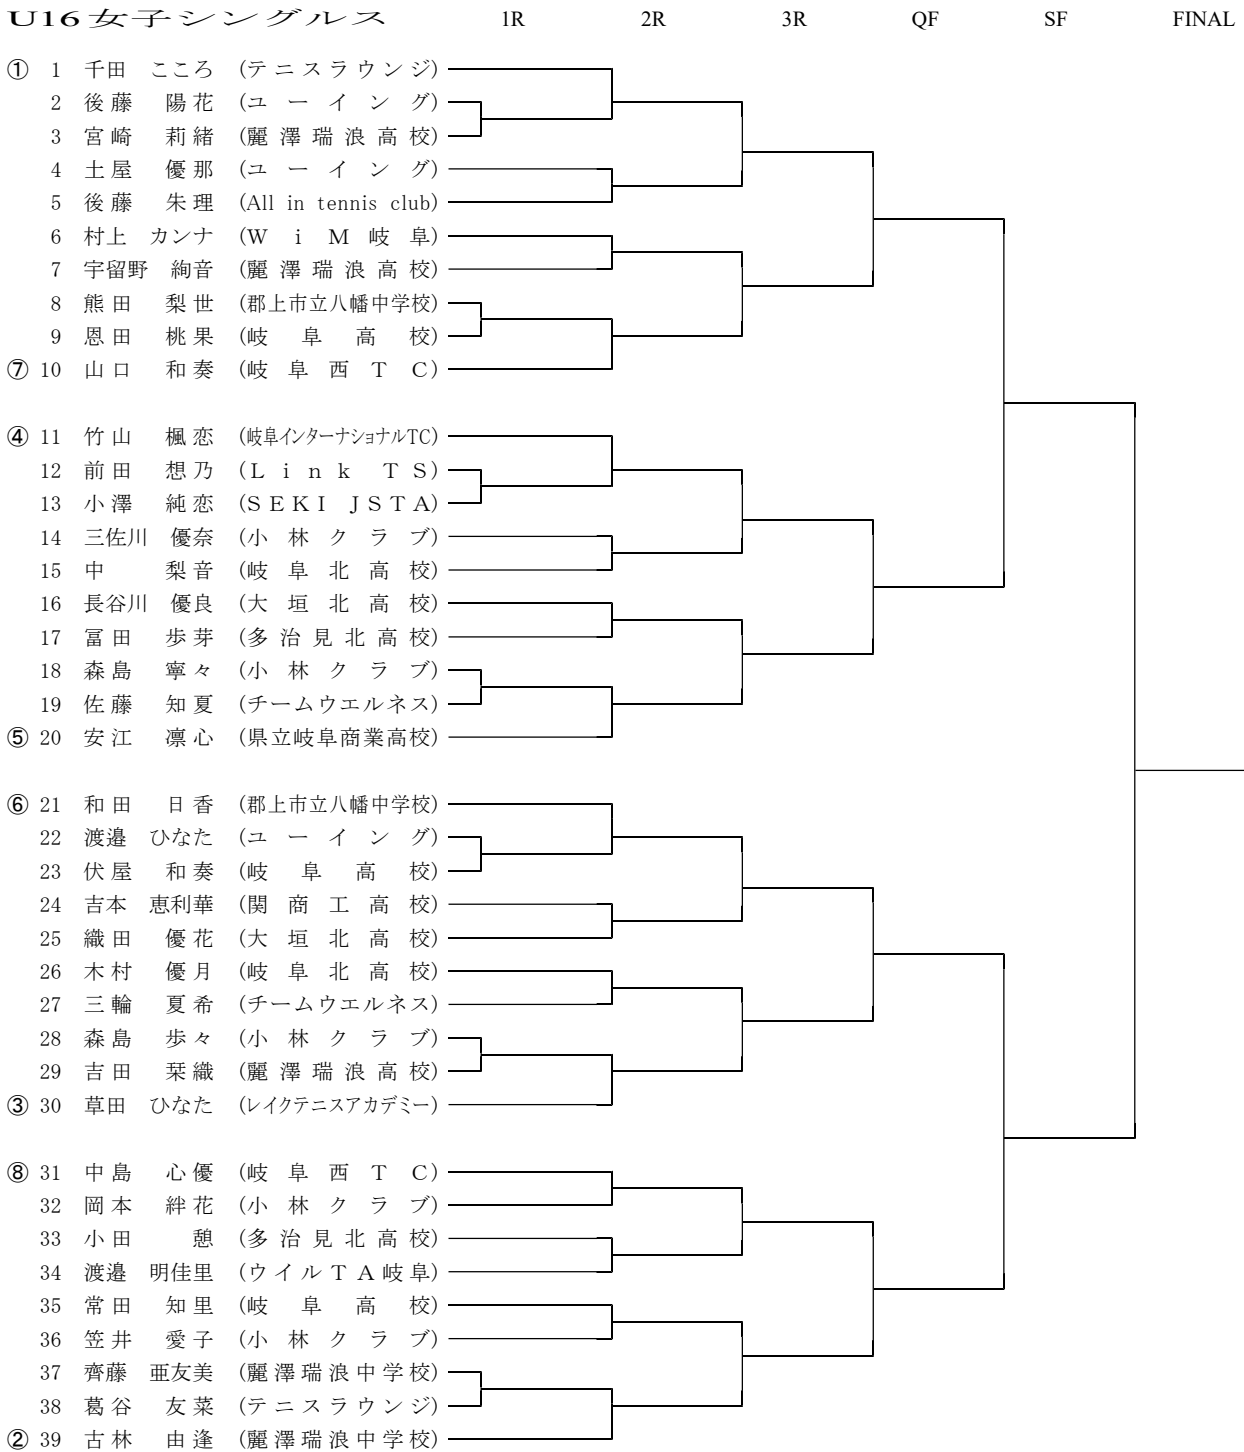 U16女子シングルス 1R 2R 3R QF SF FINAL
① 1 千田 こころ (テニスラウンジ)
2 後藤 陽花 (ユーイング)
3 宮崎 莉緒 (麗澤瑞浪高校)
4 土屋 優那 (ユーイング)
5 後藤 朱理 (All in tennis club)
6 村上 カンナ (WiM岐阜)
7 宇留野 絢音 (麗澤瑞浪高校)
8 熊田 梨世 (郡上市立八幡中学校)
9 恩田 桃果 (岐阜高校)
⑦ 10 山口 和奏 (岐阜西TC)
④ 11 竹山 楓恋 (岐阜インターナショナルTC)
12 前田 想乃 (Link TS)
13 小澤 純恋 (SEKI JSTA)
14 三佐川 優奈 (小林クラブ)
15 中 梨音 (岐阜北高校)
16 長谷川 優良 (大垣北高校)
17 冨田 歩芽 (多治見北高校)
18 森島 寧々 (小林クラブ)
19 佐藤 知夏 (チームウエルネス)
⑤ 20 安江 凛心 (県立岐阜商業高校)
⑥ 21 和田 日香 (郡上市立八幡中学校)
22 渡邉 ひなた (ユーイング)
23 伏屋 和奏 (岐阜高校)
24 吉本 恵利華 (関商工高校)
25 織田 優花 (大垣北高校)
26 木村 優月 (岐阜北高校)
27 三輪 夏希 (チームウエルネス)
28 森島 歩々 (小林クラブ)
29 吉田 栞織 (麗澤瑞浪高校)
③ 30 草田 ひなた (レイクテニスアカデミー)
⑧ 31 中島 心優 (岐阜西TC)
32 岡本 絆花 (小林クラブ)
33 小田 憩 (多治見北高校)
34 渡邉 明佳里 (ウイルTA岐阜)
35 常田 知里 (岐阜高校)
36 笠井 愛子 (小林クラブ)
37 齊藤 亜友美 (麗澤瑞浪中学校)
38 葛谷 友菜 (テニスラウンジ)
② 39 古林 由逢 (麗澤瑞浪中学校)